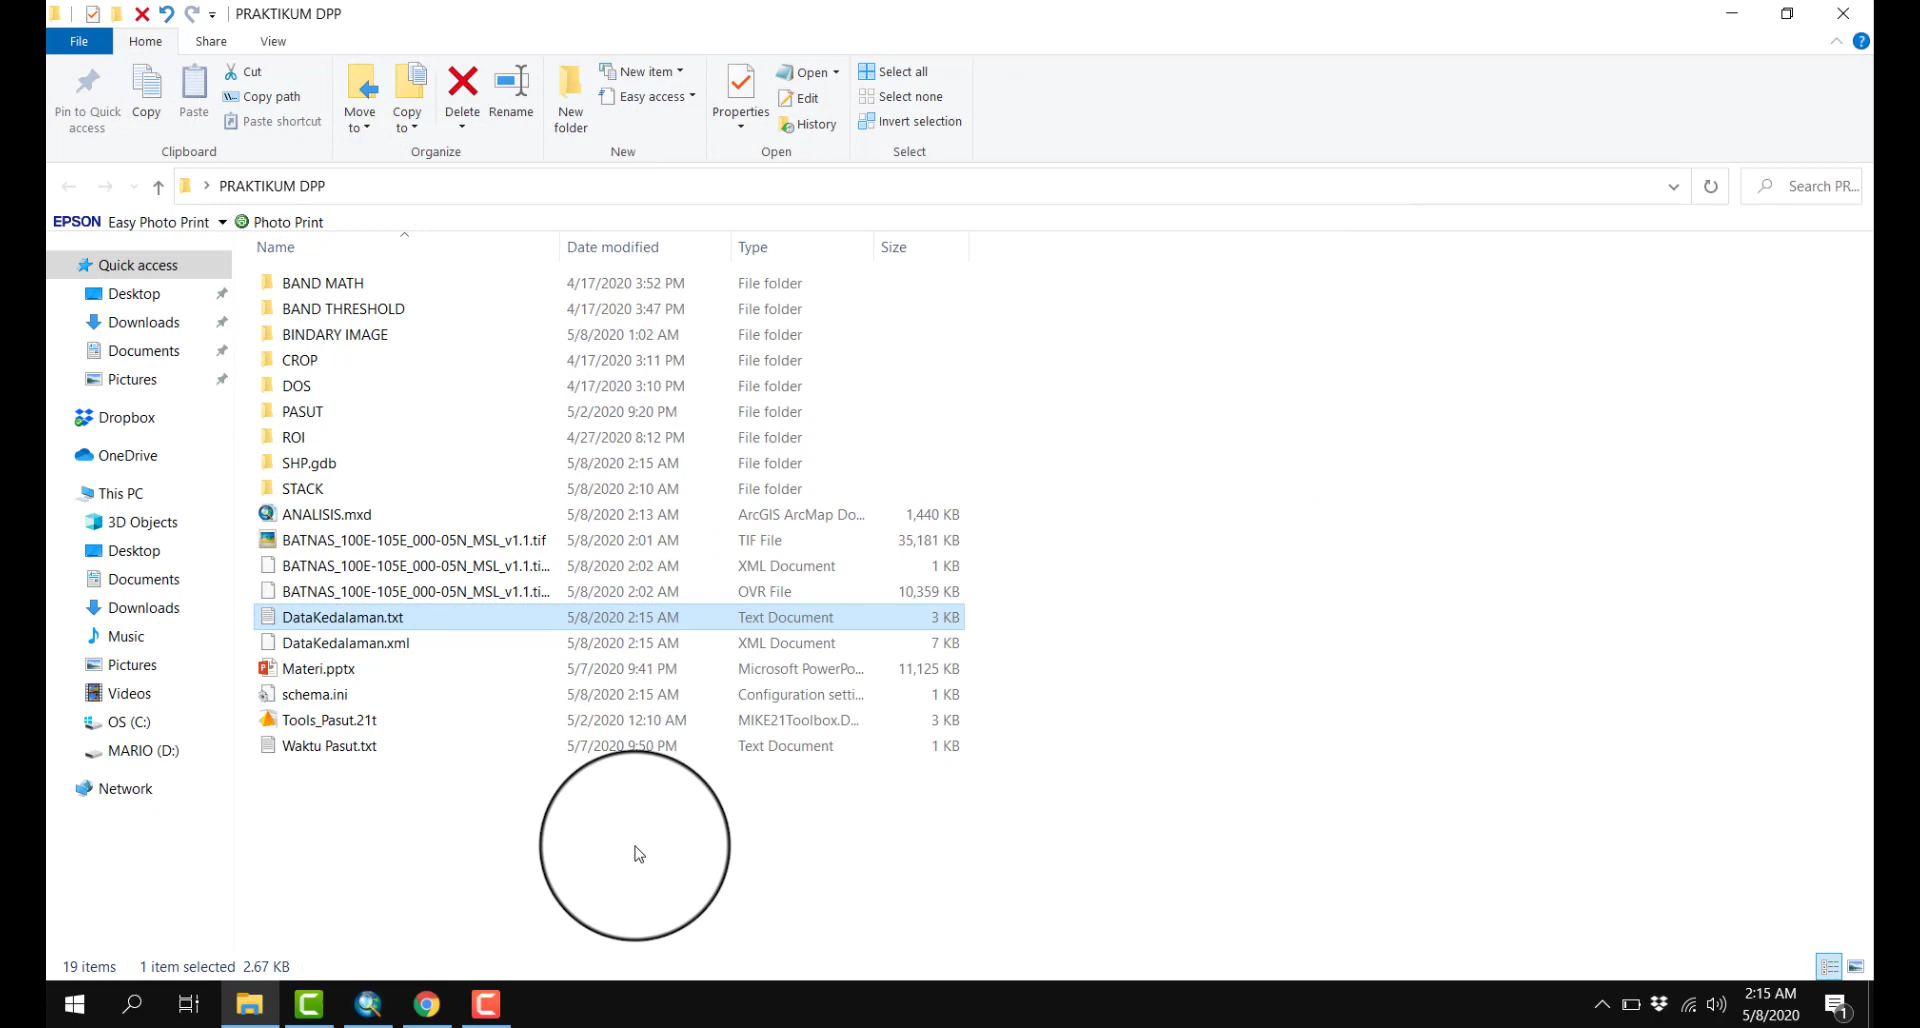 PRAKTIKUM DPP
File Home Share View
Pin to Quick access
Copy
Paste
Cut
Copy path
Paste shortcut
Clipboard
Move to
Copy to
Delete
Rename
Organize
New folder
New item
Easy access
New
Properties
Open
Edit
History
Open
Select all
Select none
Invert selection
Select
PRAKTIKUM DPP
Search PR...
EPSON Easy Photo Print Photo Print
Quick access
Desktop
Downloads
Documents
Pictures
Dropbox
OneDrive
This PC
3D Objects
Desktop
Documents
Downloads
Music
Pictures
Videos
OS (C:)
MARIO (D:)
Network
Name Date modified Type Size
BAND MATH 4/17/2020 3:52 PM File folder
BAND THRESHOLD 4/17/2020 3:47 PM File folder
BINDARY IMAGE 5/8/2020 1:02 AM File folder
CROP 4/17/2020 3:11 PM File folder
DOS 4/17/2020 3:10 PM File folder
PASUT 5/2/2020 9:20 PM File folder
ROI 4/27/2020 8:12 PM File folder
SHP.gdb 5/8/2020 2:15 AM File folder
STACK 5/8/2020 2:10 AM File folder
ANALISIS.mxd 5/8/2020 2:13 AM ArcGIS ArcMap Do... 1,440 KB
BATNAS_100E-105E_000-05N_MSL_v1.1.tif 5/8/2020 2:01 AM TIF File 35,181 KB
BATNAS_100E-105E_000-05N_MSL_v1.1.ti... 5/8/2020 2:02 AM XML Document 1 KB
BATNAS_100E-105E_000-05N_MSL_v1.1.ti... 5/8/2020 2:02 AM OVR File 10,359 KB
DataKedalaman.txt 5/8/2020 2:15 AM Text Document 3 KB
DataKedalaman.xml 5/8/2020 2:15 AM XML Document 7 KB
Materi.pptx 5/7/2020 9:41 PM Microsoft PowerPo... 11,125 KB
schema.ini 5/8/2020 2:15 AM Configuration setti... 1 KB
Tools_Pasut.21t 5/2/2020 12:10 AM MIKE21Toolbox.D... 3 KB
Waktu Pasut.txt 5/7/2020 9:50 PM Text Document 1 KB
19 items 1 item selected 2.67 KB
2:15 AM
5/8/2020
1